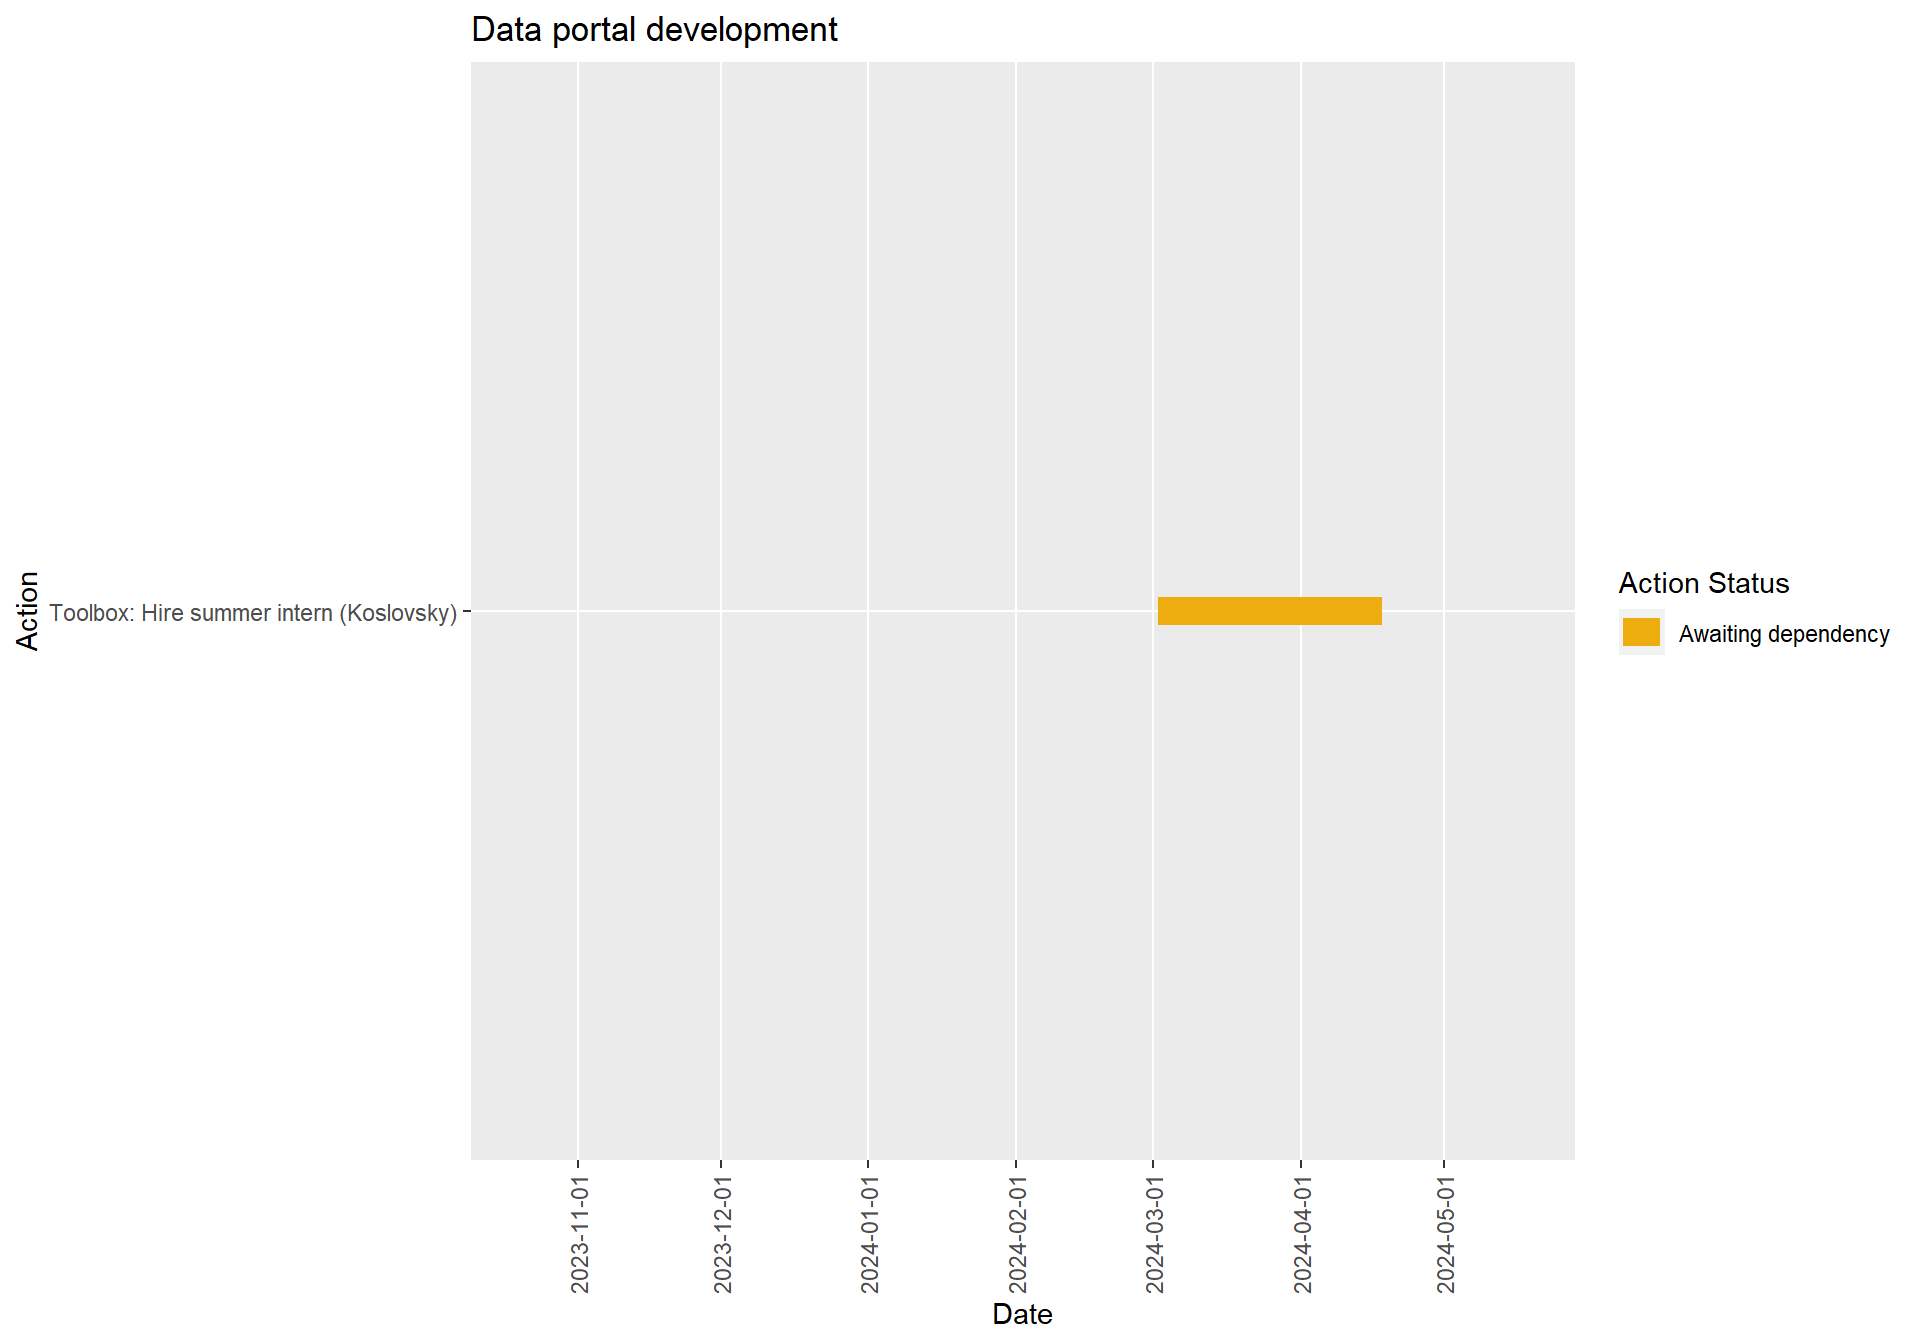 Data portal development
Action
Toolbox: Hire summer intern (Koslovsky)
Action Status
Awaiting dependency
2023-11-01
2023-12-01
2024-01-01
2024-02-01
2024-03-01
2024-04-01
2024-05-01
Date